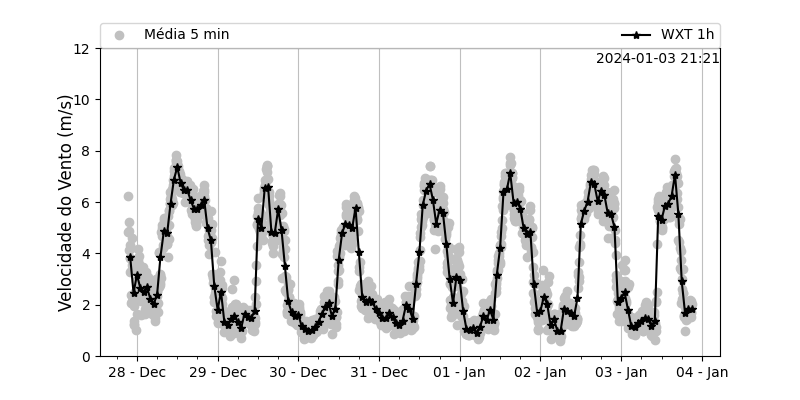 Média 5 min
WXT 1h
2024-01-03 21:21
Velocidade do Vento (m/s)
12
10
8
6
4
2
0
28 - Dec
29 - Dec
30 - Dec
31 - Dec
01 - Jan
02 - Jan
03 - Jan
04 - Jan